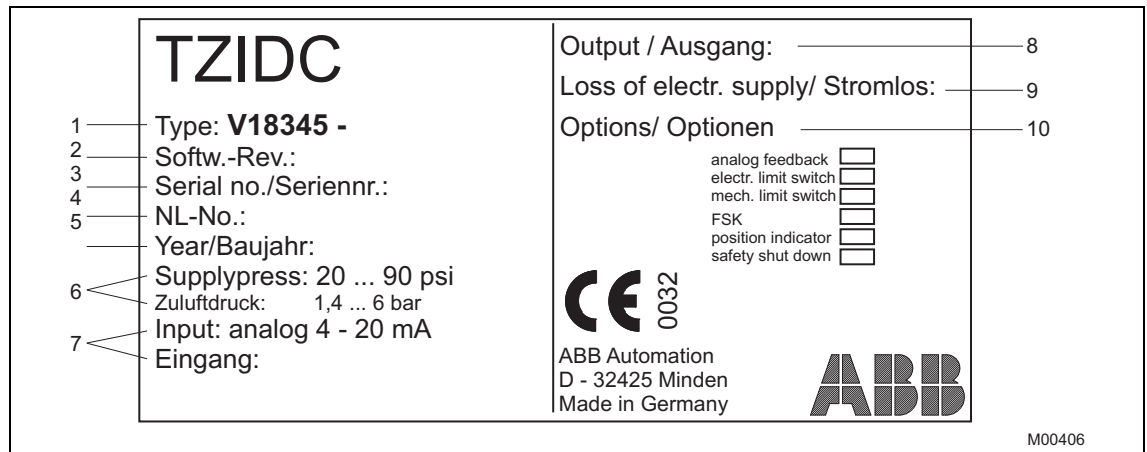 TZIDC
1 Type: V18345 -
2 Softw.-Rev.:
3 Serial no./Seriennr.:
4 NL-No.:
5 Year/Baujahr:
6 Supplypress: 20 ... 90 psi
Zuluftdruck: 1,4 ... 6 bar
7 Input: analog 4 - 20 mA
Eingang:
Output / Ausgang: 8
Loss of electr. supply/ Stromlos: 9
Options/ Optionen 10
analog feedback
electr. limit switch
mech. limit switch
FSK
position indicator
safety shut down
CE 0032
ABB Automation
D - 32425 Minden
Made in Germany
ABB
M00406